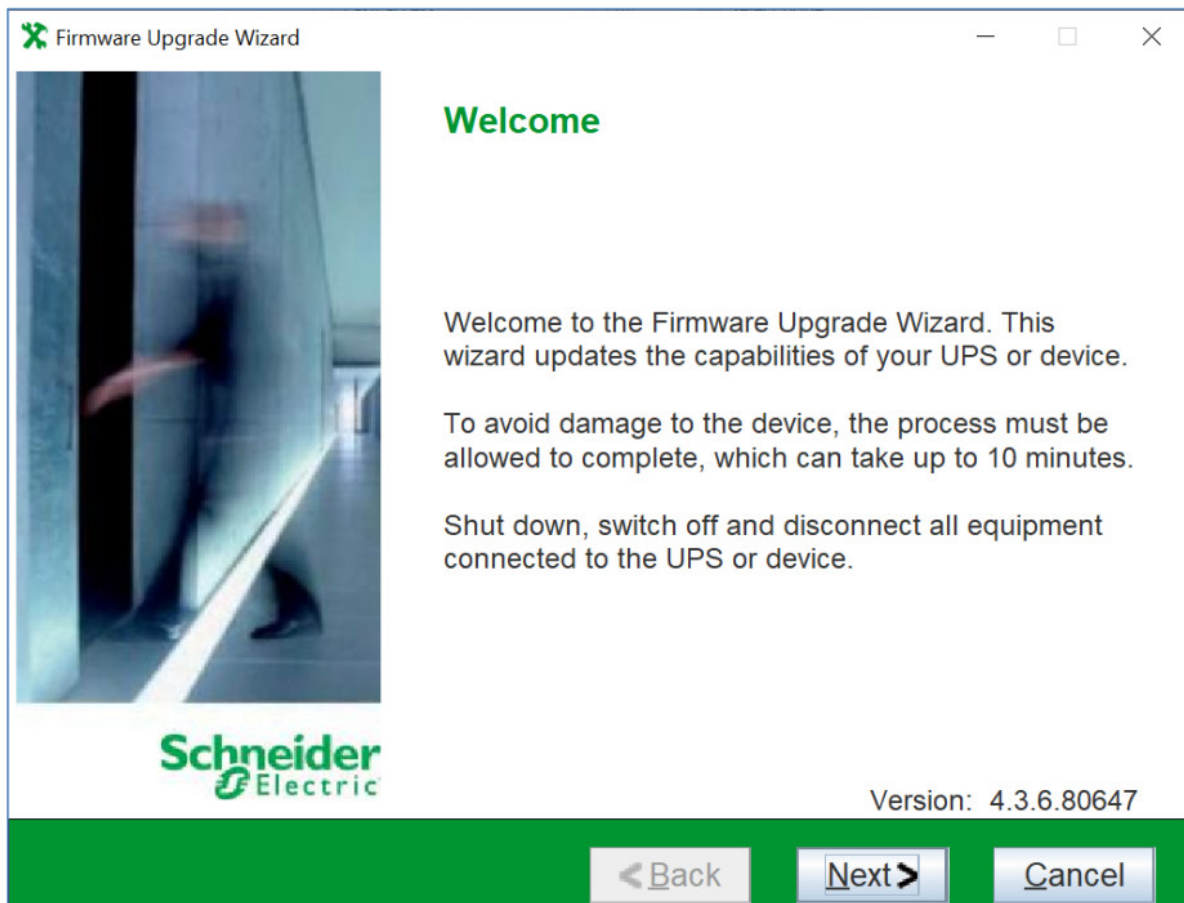 Firmware Upgrade Wizard
Welcome
Welcome to the Firmware Upgrade Wizard. This
wizard updates the capabilities of your UPS or device.
To avoid damage to the device, the process must be
allowed to complete, which can take up to 10 minutes.
Shut down, switch off and disconnect all equipment
connected to the UPS or device.
Schneider
Electric
Version: 4.3.6.80647
< Back
Next >
Cancel